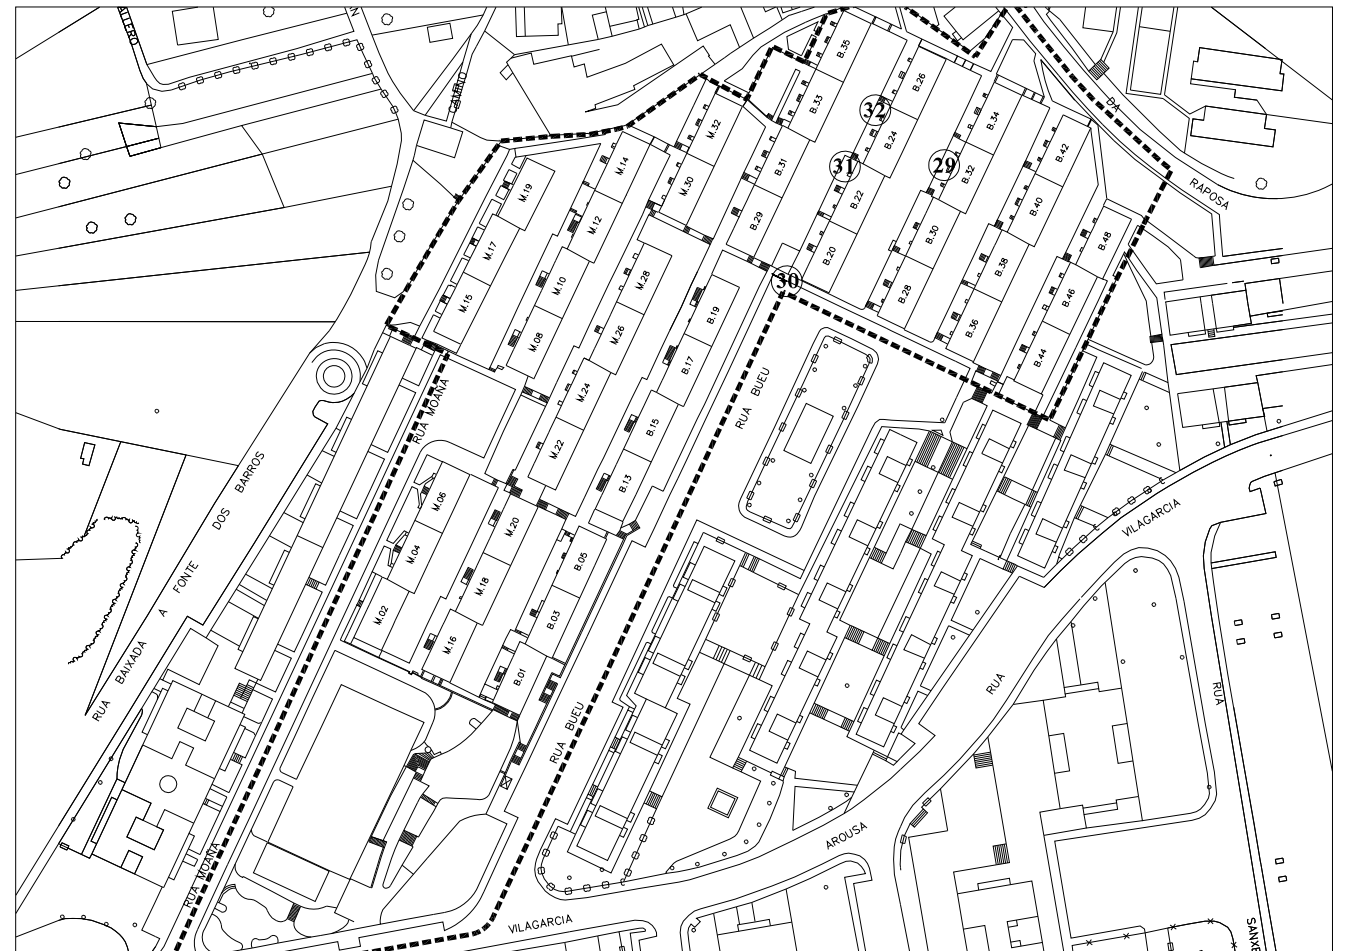 CAMIÑO
B.35
B.26
B.33
32
B.24
M.32
B.34
DA
B.42
M.14
B.31
31
29
B.32
M.19
M.30
RAPOSA
B.22
B.40
M.12
B.29
B.30
B.48
M.17
B.20
B.38
M.10
M.28
30
B.28
B.46
M.15
B.19
M.08
M.26
B.36
B.44
B.17
RUA MOAÑA
RUA BUEU
M.24
B.15
M.22
RUA BAIXADA A FONTE DOS BARROS
B.13
M.06
M.20
B.05
M.04
M.18
B.03
M.02
M.16
B.01
RUA BUEU
VILAGARCIA
RUA
RUA
AROUSA
RUA MOAÑA
VILAGARCIA